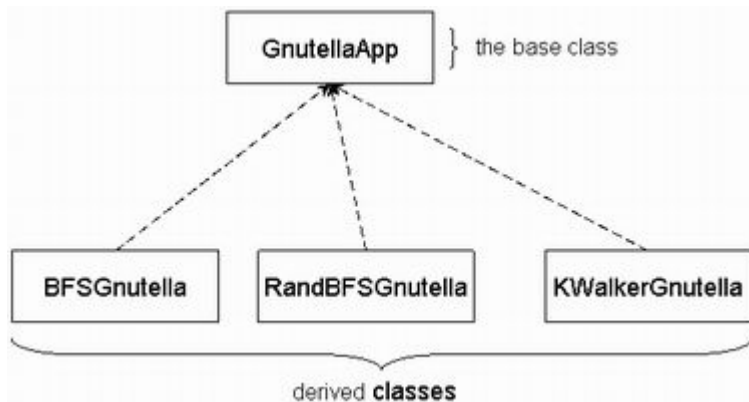 GnutellaApp
the base class
BFSGnutella
RandBFSGnutella
KWalkerGnutella
derived classes